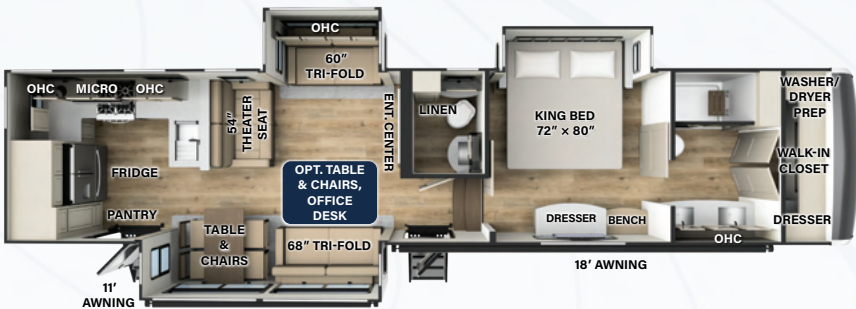 OHC
60”
TRI-FOLD
OHC
MICRO
OHC
54”
THEATER
SEAT
ENT. CENTER
LINEN
KING BED
72” × 80”
WASHER/
DRYER
PREP
FRIDGE
OPT. TABLE
& CHAIRS,
OFFICE
DESK
WALK-IN
CLOSET
PANTRY
TABLE
&
CHAIRS
68” TRI-FOLD
DRESSER
BENCH
DRESSER
OHC
11’
AWNING
18’ AWNING